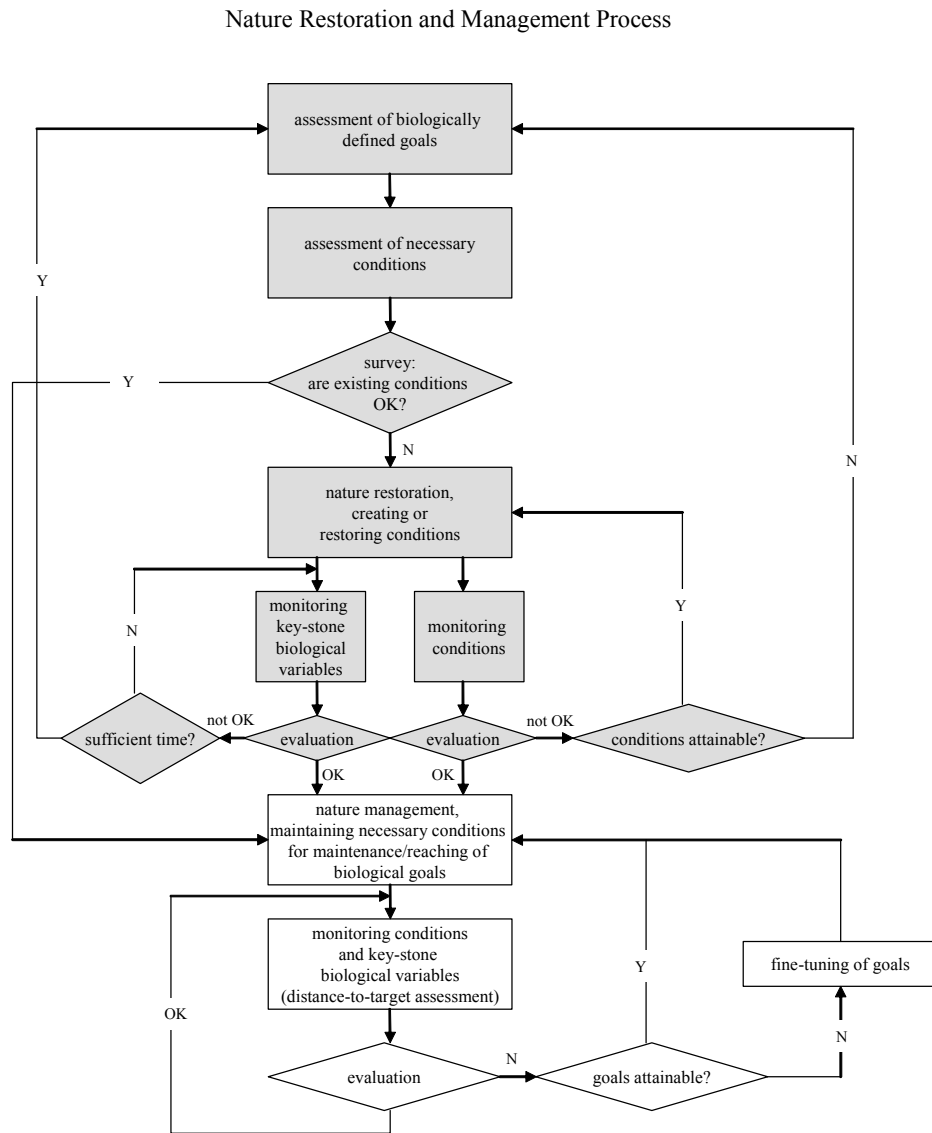 Nature Restoration and Management Process
assessment of biologically
defined goals
assessment of necessary
conditions
Y
survey:
are existing conditions
OK?
Y
N
N
nature restoration,
creating or
restoring conditions
monitoring
key-stone
biological
variables
monitoring
conditions
N
Y
sufficient time?
not OK
evaluation
evaluation
not OK
conditions attainable?
OK
OK
nature management,
maintaining necessary conditions
for maintenance/reaching of
biological goals
monitoring conditions
and key-stone
biological variables
(distance-to-target assessment)
Y
fine-tuning of goals
OK
N
evaluation
N
goals attainable?